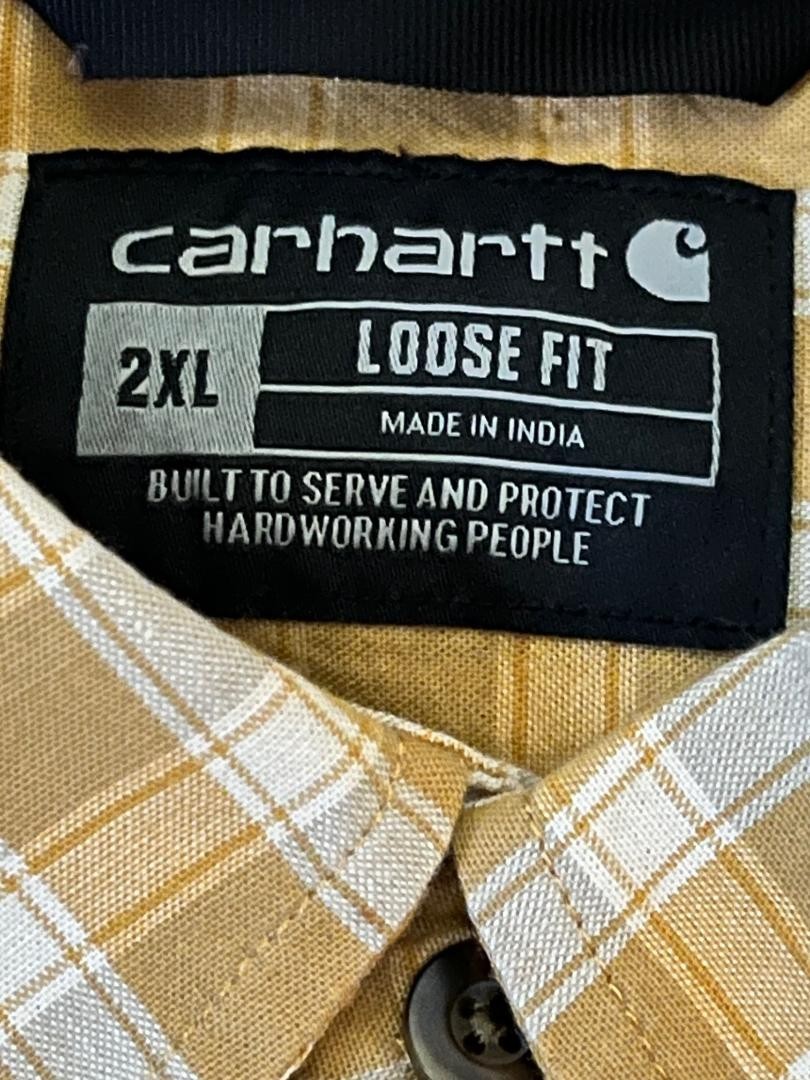 carhartt
2XL
LOOSE FIT
MADE IN INDIA
BUILT TO SERVE AND PROTECT
HARDWORKING PEOPLE